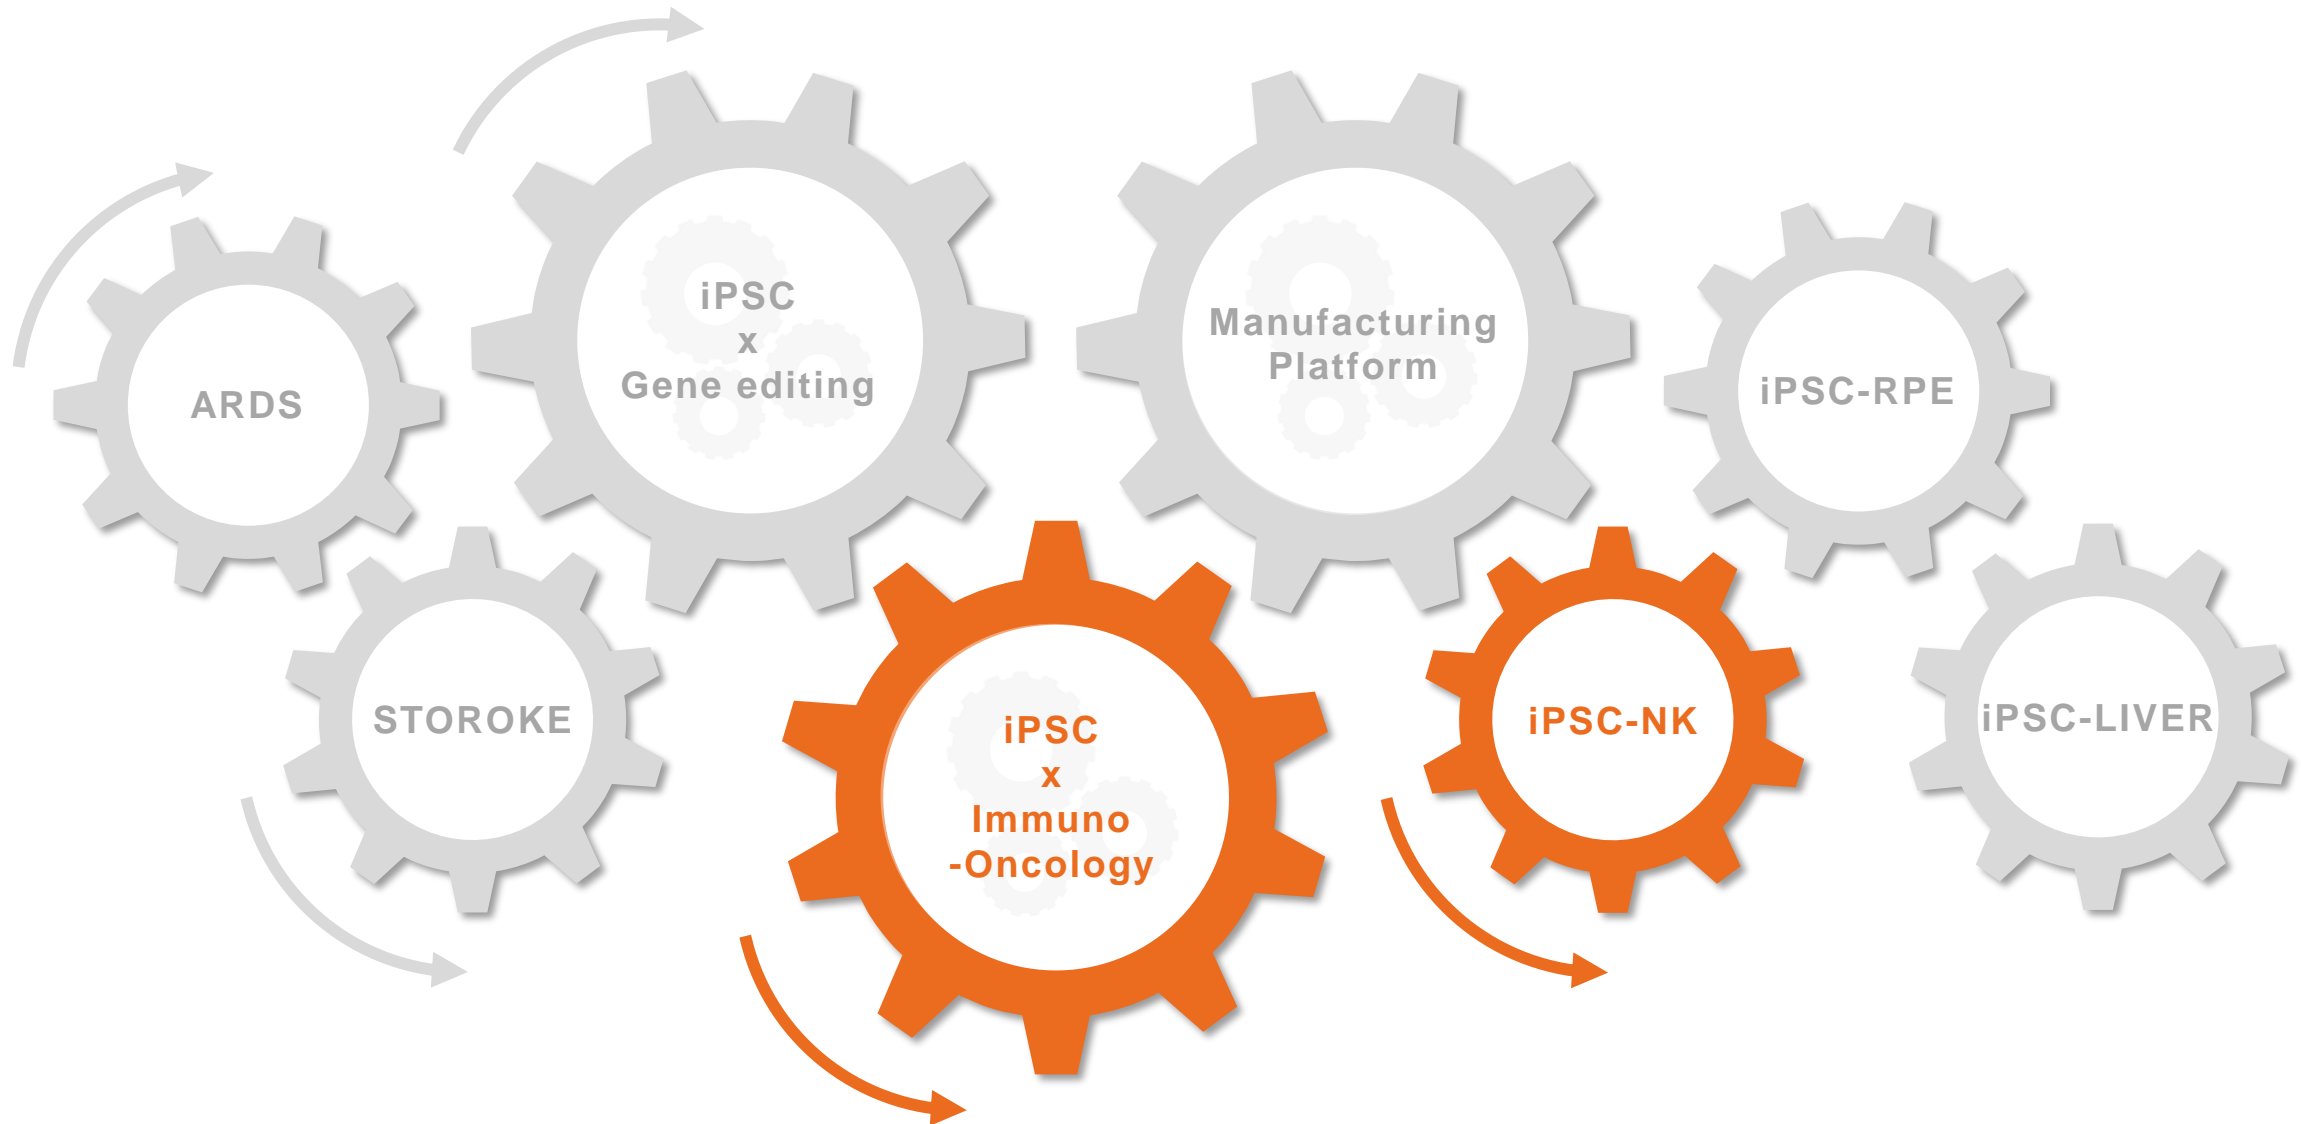 ARDS
iPSC
x
Gene editing
Manufacturing
Platform
iPSC-RPE
STOROKE
iPSC
x
Immuno
-Oncology
iPSC-NK
iPSC-LIVER